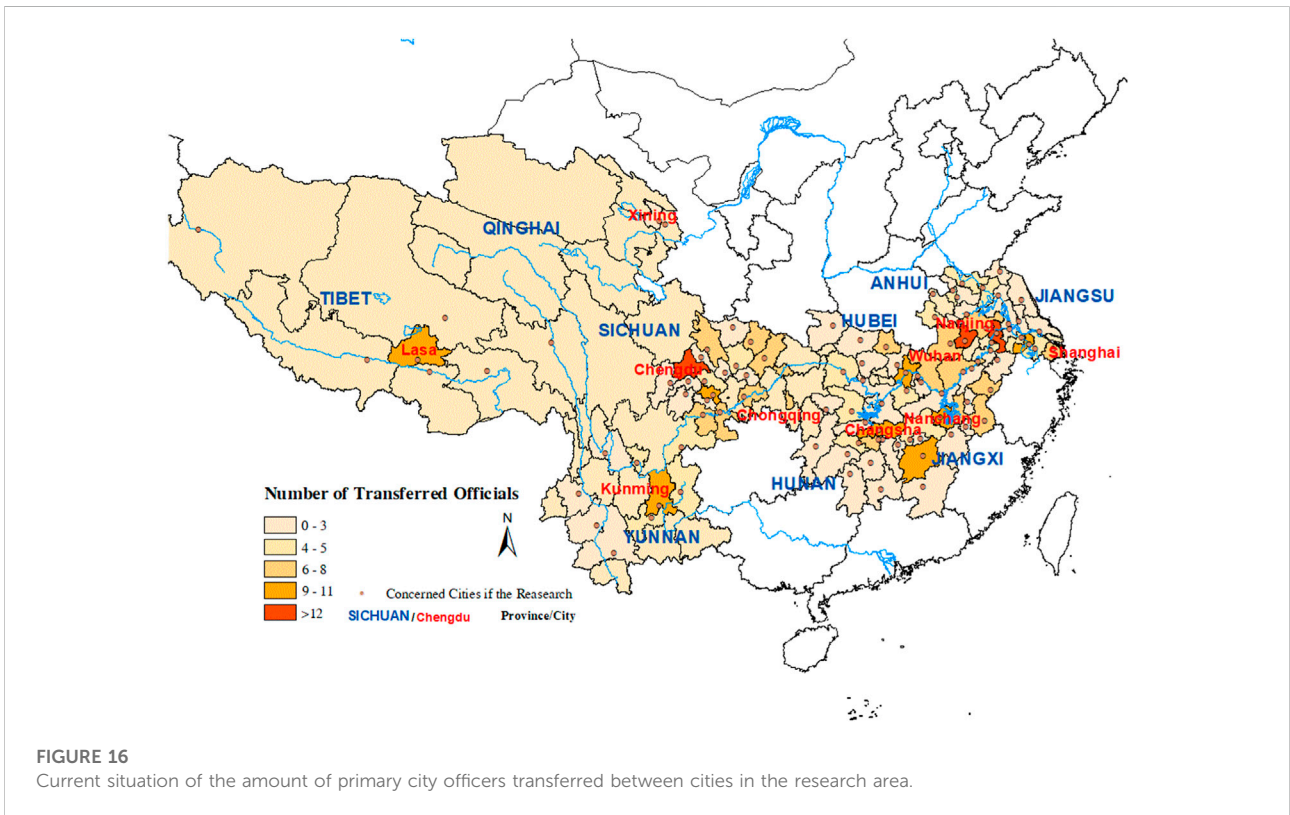 Xining
QINGHAI
ANHUI
JIANGSU
TIBET
HUBEI
SICHUAN
Nanjing
Lasa
Wuhan
Shanghai
Chengdu
Chongqing
Nanchang
Changsha
JIANGXI
HUNAN
Kunming
YUNNAN
Number of Transferred Officials
0 - 3
4 - 5
6 - 8
9 - 11
>12
N
Concerned Cities if the Reasearch
SICHUAN/Chengdu Province/City
FIGURE 16
Current situation of the amount of primary city officers transferred between cities in the research area.